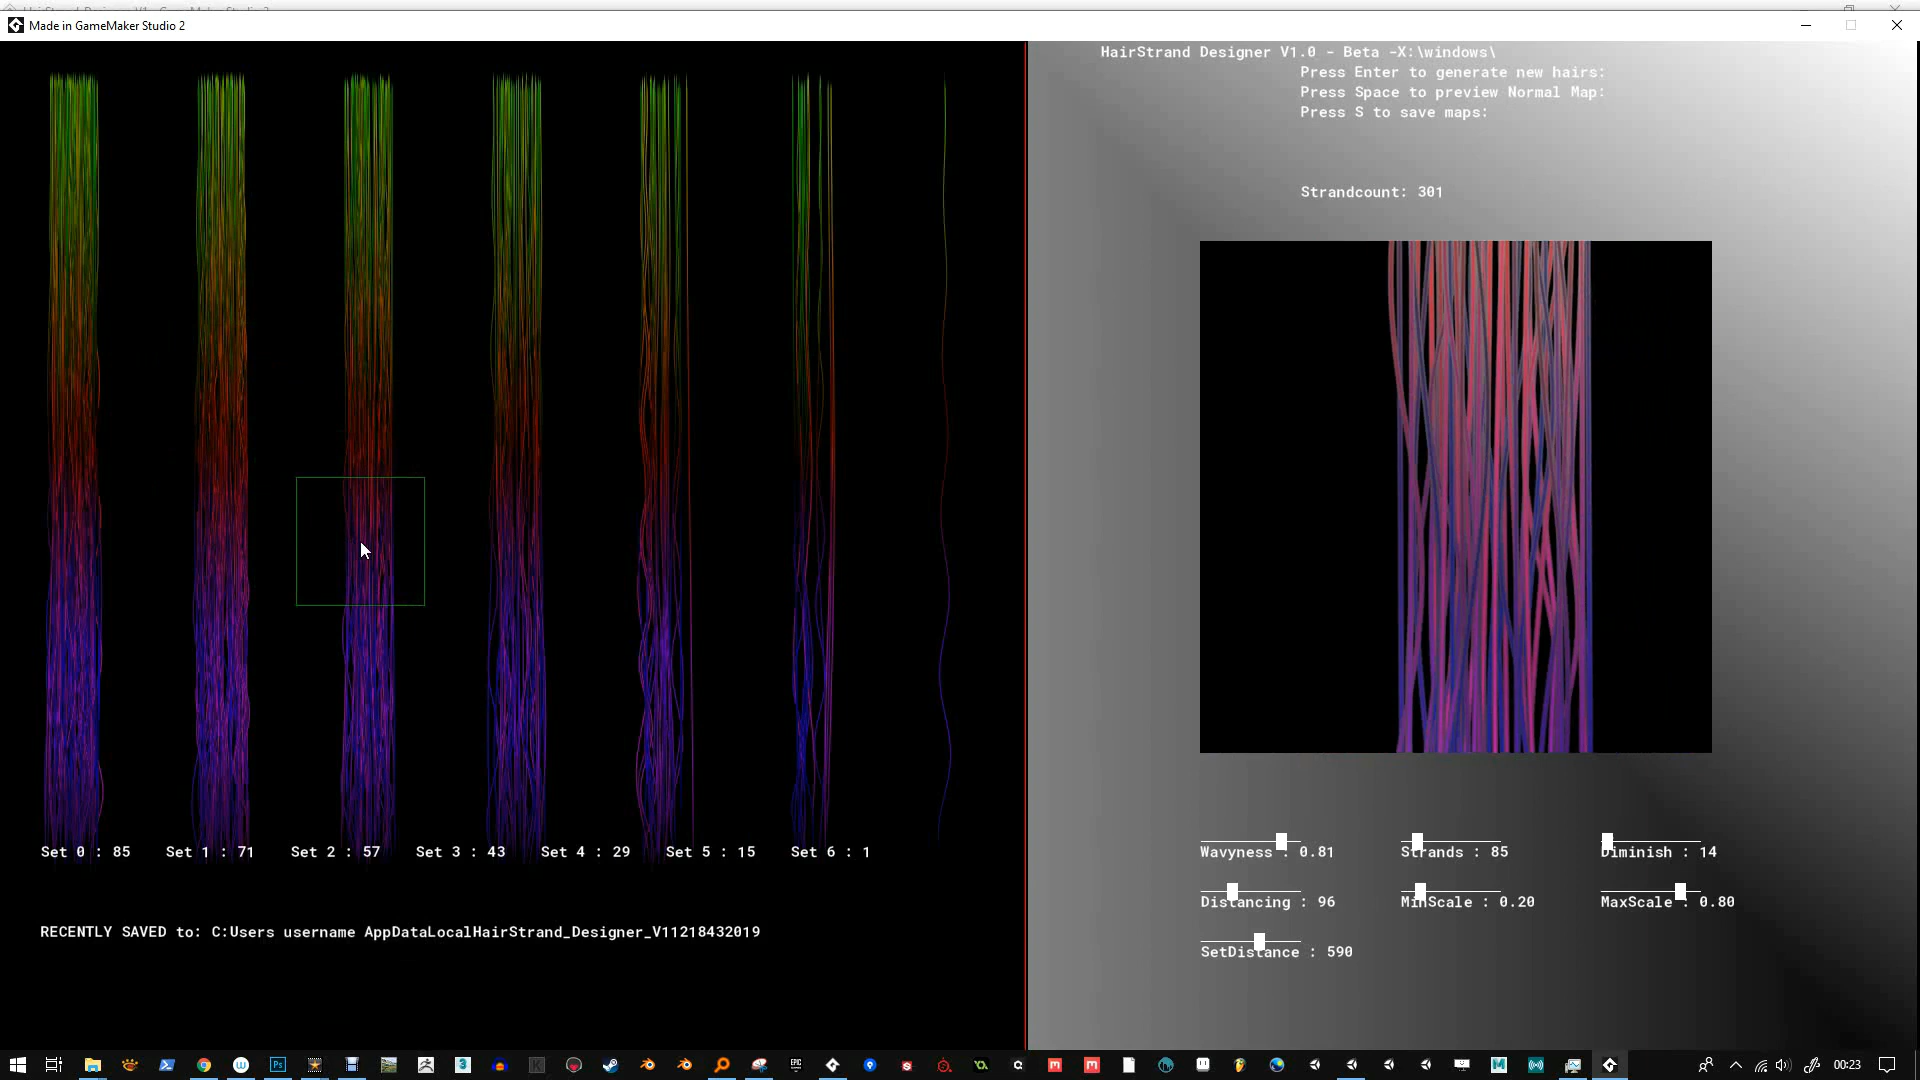 Made in GameMaker Studio 2
HairStrand Designer V1.0 - Beta -X:\windows\
Press Enter to generate new hairs:
Press Space to preview Normal Map:
Press S to save maps:
Strandcount: 301
Set 0 : 85
Set 1 : 71
Set 2 : 57
Set 3 : 43
Set 4 : 29
Set 5 : 15
Set 6 : 1
Wavyness : 0.81
Strands : 85
Diminish : 14
Distancing : 96
MinScale : 0.20
MaxScale : 0.80
RECENTLY SAVED to: C:Users username AppDataLocalHairStrand_Designer_V11218432019
SetDistance : 590
00:23